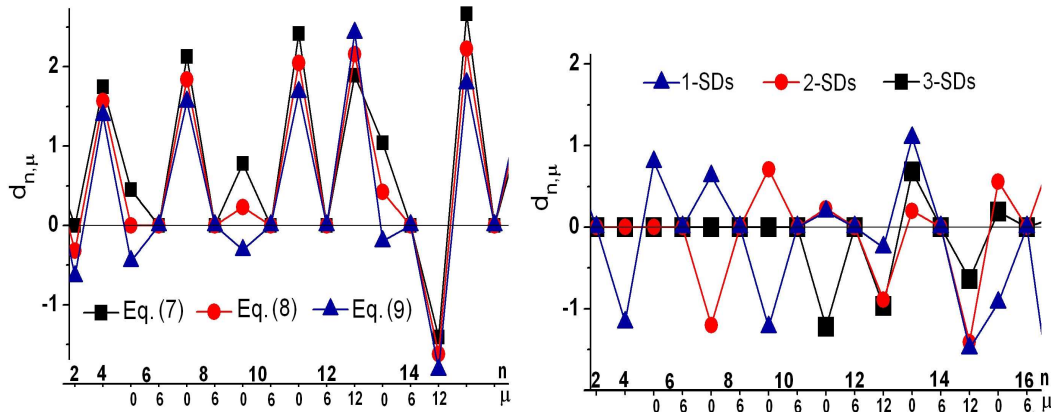 d_{n,μ}
2
1
0
-1
Eq. (7) Eq. (8) Eq. (9)
2 4 6 8 10 12 14 n
0 6 0 6 0 6 0 6 12 0 6 12 0 μ
d_{n,μ}
2
1
0
-1
1-SDs 2-SDs 3-SDs
2 4 6 8 10 12 14 16 n
0 6 0 6 0 6 0 6 12 0 6 12 0 6 μ